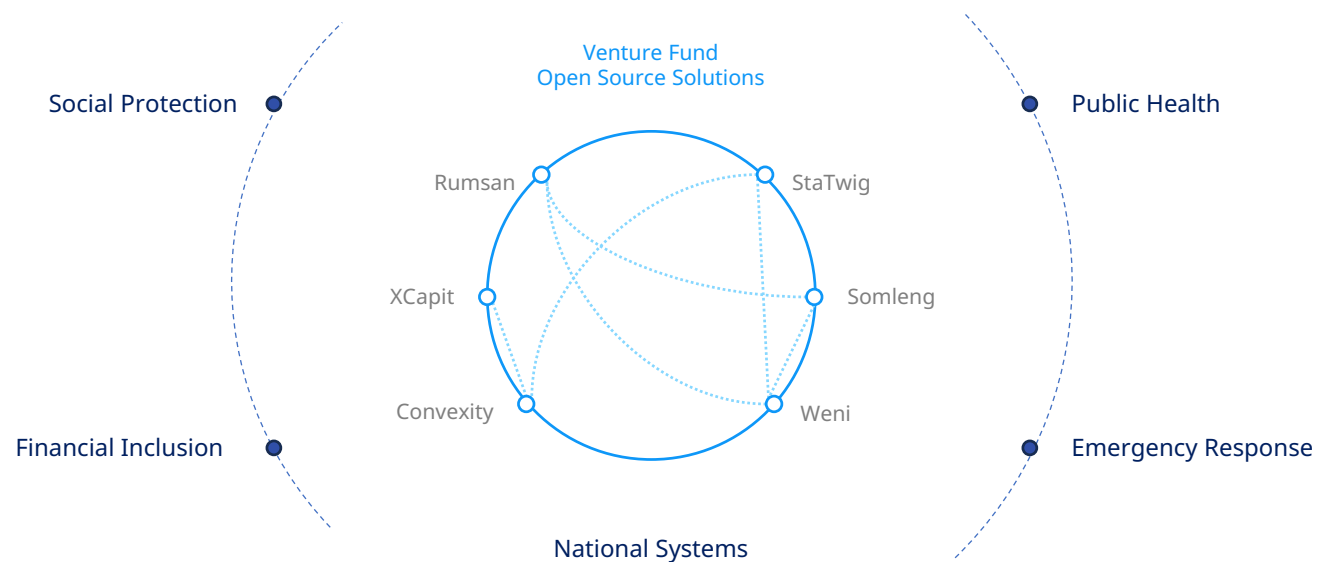 Venture Fund
Open Source Solutions
Social Protection
Public Health
Rumsan
StaTwig
XCapit
Somleng
Convexity
Weni
Financial Inclusion
Emergency Response
National Systems